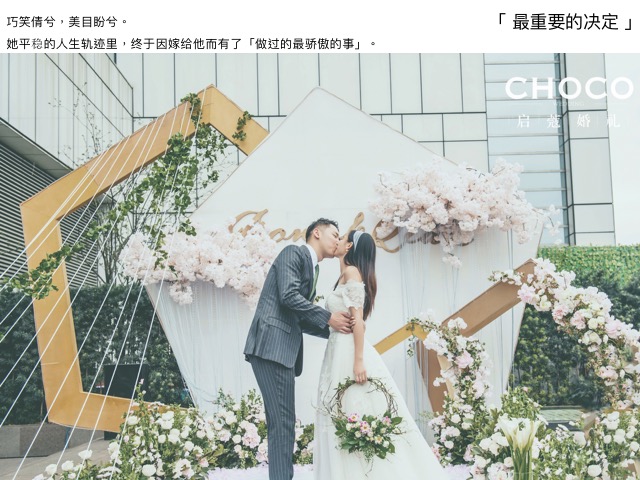 巧笑倩兮，美目盼兮。
「 最重要的决定 」
她平稳的人生轨迹里，终于因嫁给他而有了「做过的最骄傲的事」。
CHOCO
启蔻婚礼